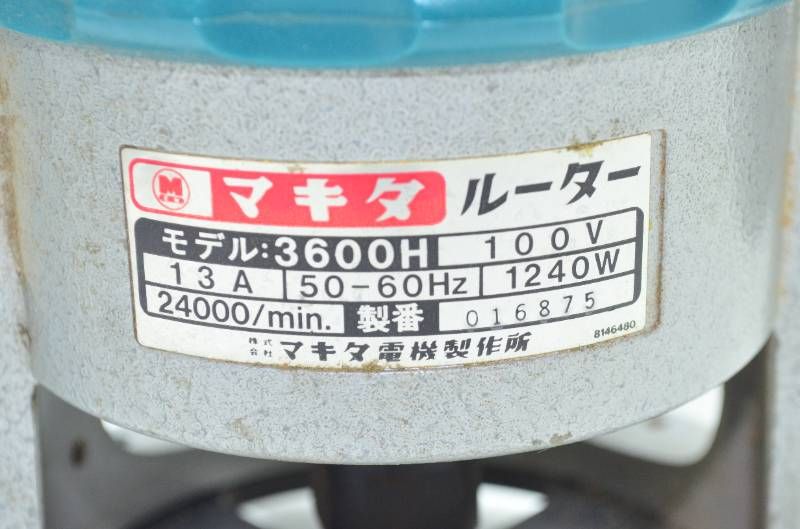 マキタ ルーター
モデル:3600H 100V
13A 50-60Hz 1240W
24000/min. 製番 016875
8146480
株式会社 マキタ電機製作所